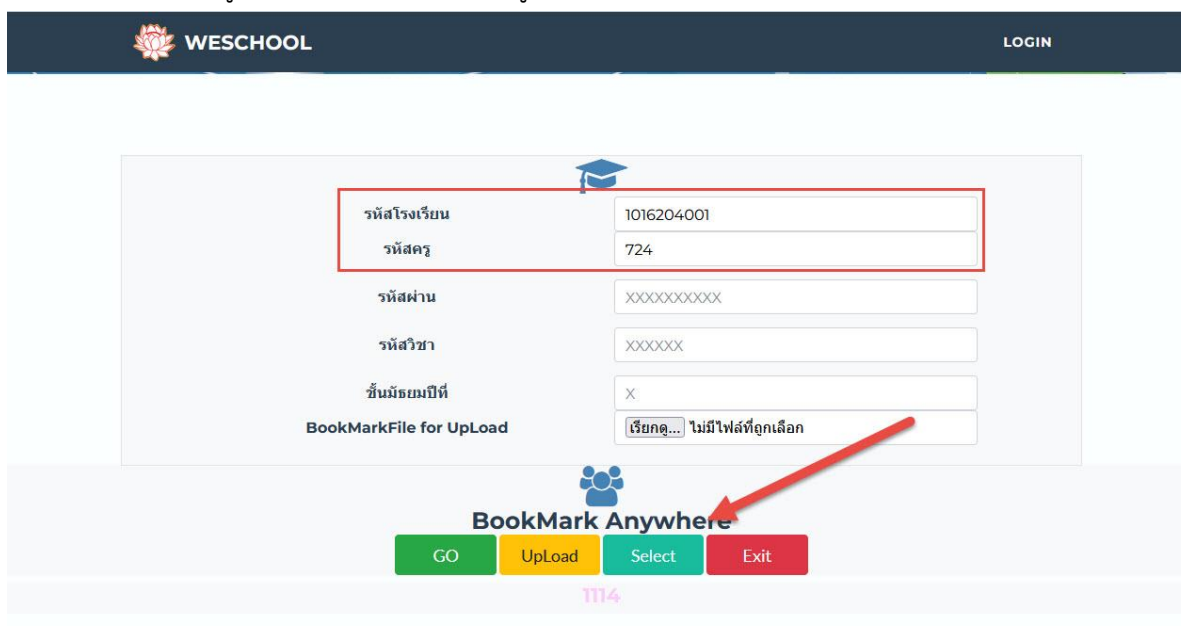 WESCHOOL LOGIN
รหัสโรงเรียน 1016204001
รหัสครู 724
รหัสผ่าน XXXXXXXXXX
รหัสวิชา XXXXXX
ชั้นมัธยมปีที่ X
BookMarkFile for UpLoad เรียกดู... ไม่มีไฟล์ที่ถูกเลือก
BookMark Anywhere
GO UpLoad Select Exit
1114